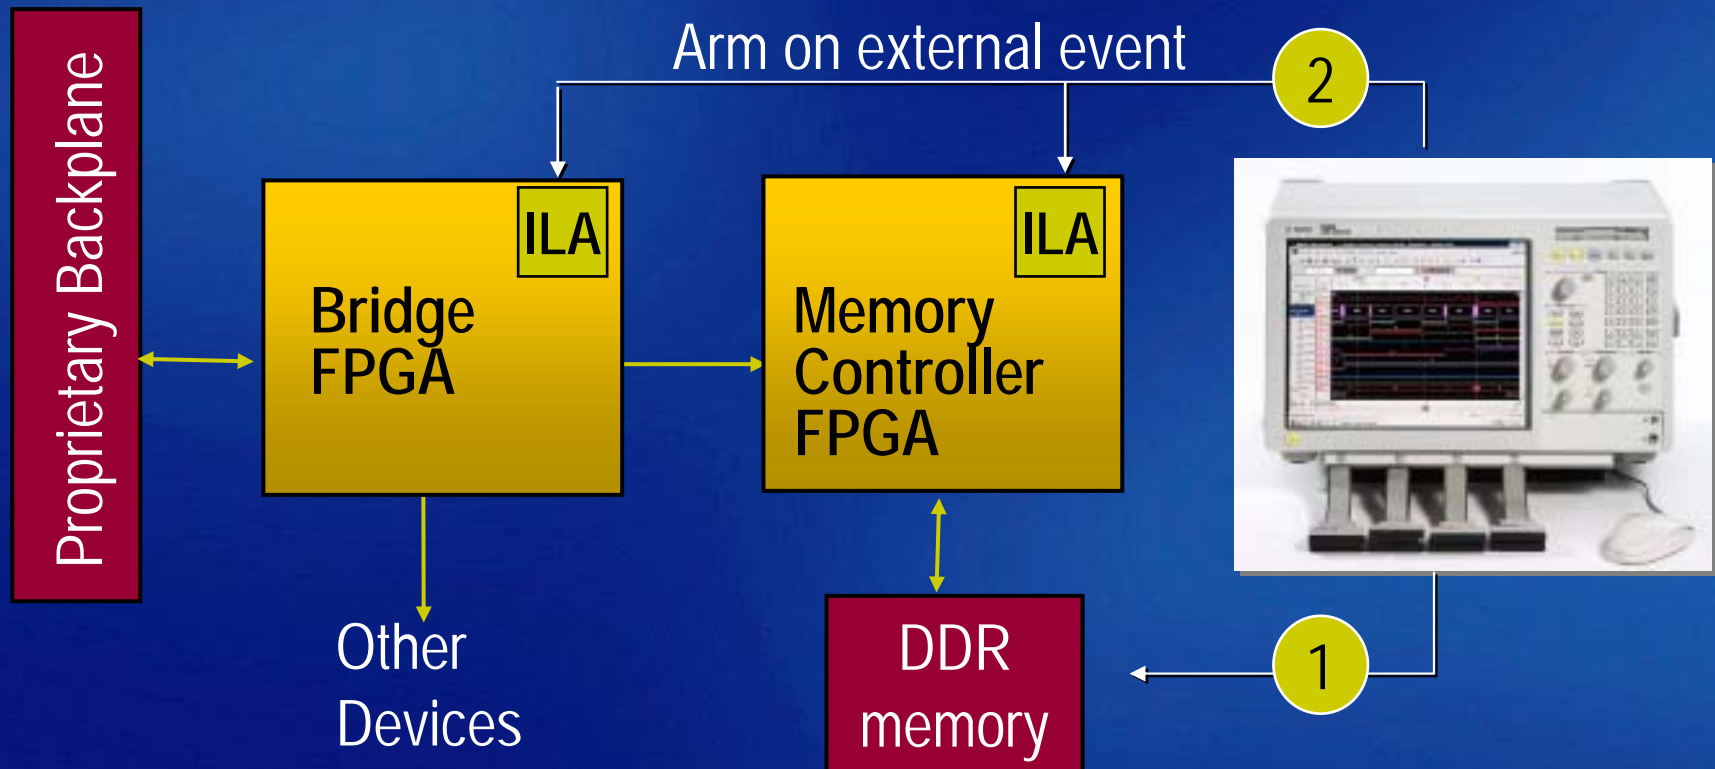 Proprietary Backplane
Arm on external event
2
ILA
Bridge
FPGA
ILA
Memory
Controller
FPGA
Other
Devices
DDR
memory
1